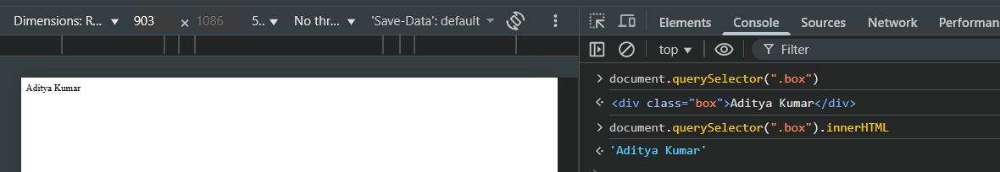 Dimensions: R... ▼ 903 × 1086 5.. ▼ No thr... ▼ 'Save-Data': default ▼
Elements Console Sources Network Performan
top ▼ Filter
Aditya Kumar
> document.querySelector(".box")
<div class="box">Aditya Kumar</div>
> document.querySelector(".box").innerHTML
'Aditya Kumar'